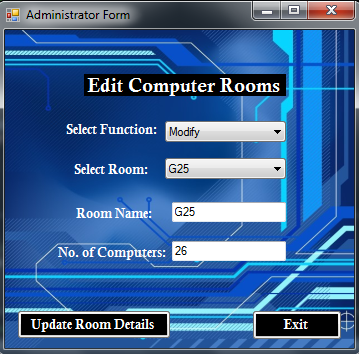 Administrator Form
Edit Computer Rooms
Select Function: Modify
Select Room: G25
Room Name: G25
No. of Computers: 26
Update Room Details Exit